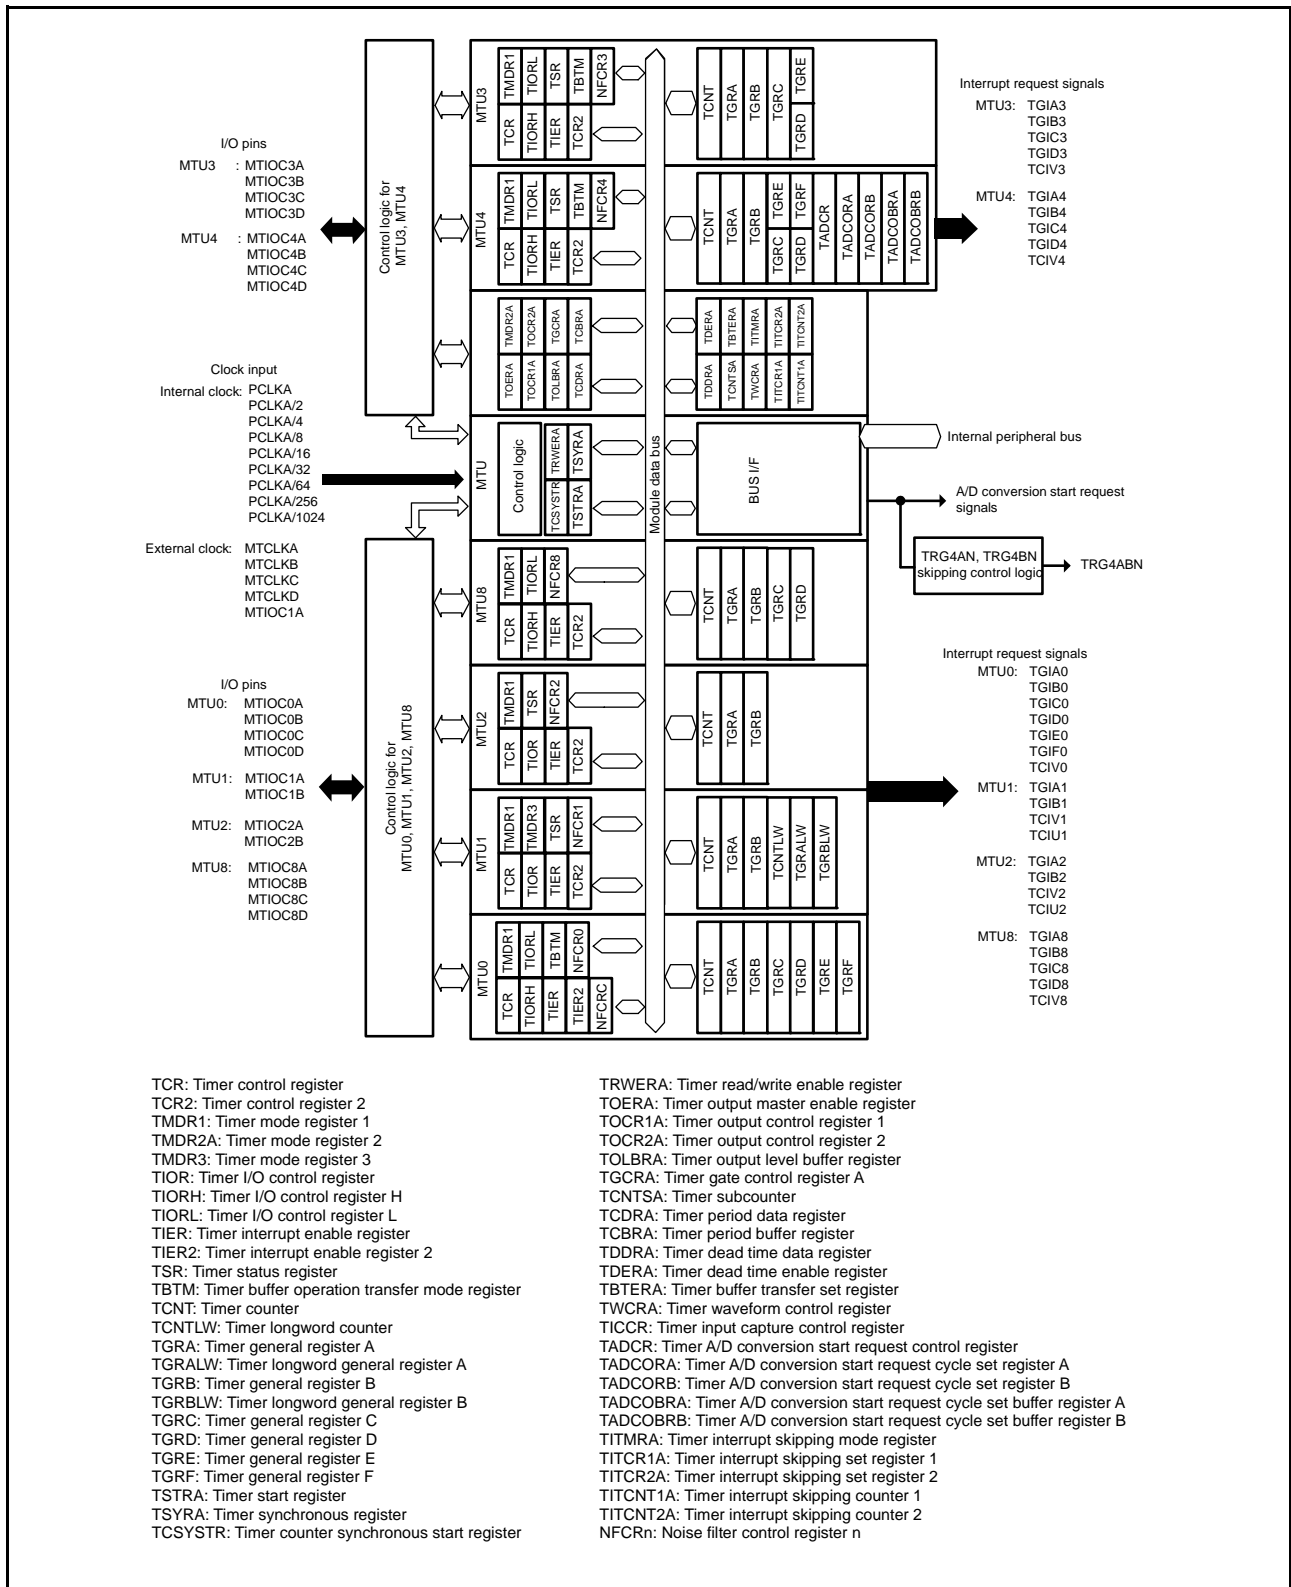 I/O pins
MTU3 : MTIOC3A
MTIOC3B
MTIOC3C
MTIOC3D
MTU4 : MTIOC4A
MTIOC4B
MTIOC4C
MTIOC4D
Clock input
Internal clock: PCLKA
PCLKA/2
PCLKA/4
PCLKA/8
PCLKA/16
PCLKA/32
PCLKA/64
PCLKA/256
PCLKA/1024
External clock: MTCLKA
MTCLKB
MTCLKC
MTCLKD
MTIOC1A
I/O pins
MTU0: MTIOC0A
MTIOC0B
MTIOC0C
MTIOC0D
MTU1: MTIOC1A
MTIOC1B
MTU2: MTIOC2A
MTIOC2B
MTU8: MTIOC8A
MTIOC8B
MTIOC8C
MTIOC8D
Control logic for
MTU3, MTU4
Control logic for
MTU0, MTU1, MTU2, MTU8
MTU3
TMDR1 TIORL TSR TBTM NFCR3
TCR TIORH TIER TCR2
TCNT TGRA TGRB TGRC TGRE
TGRD
MTU4
TMDR1 TIORL TSR TBTM NFCR4
TCR TIORH TIER TCR2
TCNT TGRA TGRB TGRE TGRF TADCR TADCORA TADCORB TADCOBRA TADCOBRB
TGRC TGRD
TMDR2A TOCR2A TGCRA TCBRA
TOERA TOCR1A TOLBRA TCDRA
TDERA TBTERA TITMRA TITCR2A TITCNT2A
TDDRA TCNTSA TWCRA TITCR1A TITCNT1A
MTU
Control logic
TRWERA TSYRA
TCSYSTR TSTRA
Module data bus
BUS I/F
MTU8
TMDR1 TIORL NFCR8
TCR TIORH TIER TCR2
TCNT TGRA TGRB TGRC TGRD
MTU2
TMDR1 TSR NFCR2
TCR TIOR TIER TCR2
TCNT TGRA TGRB
MTU1
TMDR1 TMDR3 TSR NFCR1
TCR TIOR TIER TCR2
TCNT TGRA TGRB TCNTLW TGRALW TGRBLW
MTU0
TMDR1 TIORL TBTM NFCR0
TCR TIORH TIER TIER2 NFCRC
TCNT TGRA TGRB TGRC TGRD TGRE TGRF
Interrupt request signals
MTU3: TGIA3
TGIB3
TGIC3
TGID3
TCIV3
MTU4: TGIA4
TGIB4
TGIC4
TGID4
TCIV4
Internal peripheral bus
A/D conversion start request
signals
TRG4AN, TRG4BN
skipping control logic
TRG4ABN
Interrupt request signals
MTU0: TGIA0
TGIB0
TGIC0
TGID0
TGIE0
TGIF0
TCIV0
MTU1: TGIA1
TGIB1
TCIV1
TCIU1
MTU2: TGIA2
TGIB2
TCIV2
TCIU2
MTU8: TGIA8
TGIB8
TGIC8
TGID8
TCIV8
TCR: Timer control register
TCR2: Timer control register 2
TMDR1: Timer mode register 1
TMDR2A: Timer mode register 2
TMDR3: Timer mode register 3
TIOR: Timer I/O control register
TIORH: Timer I/O control register H
TIORL: Timer I/O control register L
TIER: Timer interrupt enable register
TIER2: Timer interrupt enable register 2
TSR: Timer status register
TBTM: Timer buffer operation transfer mode register
TCNT: Timer counter
TCNTLW: Timer longword counter
TGRA: Timer general register A
TGRALW: Timer longword general register A
TGRB: Timer general register B
TGRBLW: Timer longword general register B
TGRC: Timer general register C
TGRD: Timer general register D
TGRE: Timer general register E
TGRF: Timer general register F
TSTRA: Timer start register
TSYRA: Timer synchronous register
TCSYSTR: Timer counter synchronous start register
TRWERA: Timer read/write enable register
TOERA: Timer output master enable register
TOCR1A: Timer output control register 1
TOCR2A: Timer output control register 2
TOLBRA: Timer output level buffer register
TGCRA: Timer gate control register A
TCNTSA: Timer subcounter
TCDRA: Timer period data register
TCBRA: Timer period buffer register
TDDRA: Timer dead time data register
TDERA: Timer dead time enable register
TBTERA: Timer buffer transfer set register
TWCRA: Timer waveform control register
TICCR: Timer input capture control register
TADCR: Timer A/D conversion start request control register
TADCORA: Timer A/D conversion start request cycle set register A
TADCORB: Timer A/D conversion start request cycle set register B
TADCOBRA: Timer A/D conversion start request cycle set buffer register A
TADCOBRB: Timer A/D conversion start request cycle set buffer register B
TITMRA: Timer interrupt skipping mode register
TITCR1A: Timer interrupt skipping set register 1
TITCR2A: Timer interrupt skipping set register 2
TITCNT1A: Timer interrupt skipping counter 1
TITCNT2A: Timer interrupt skipping counter 2
NFCRn: Noise filter control register n